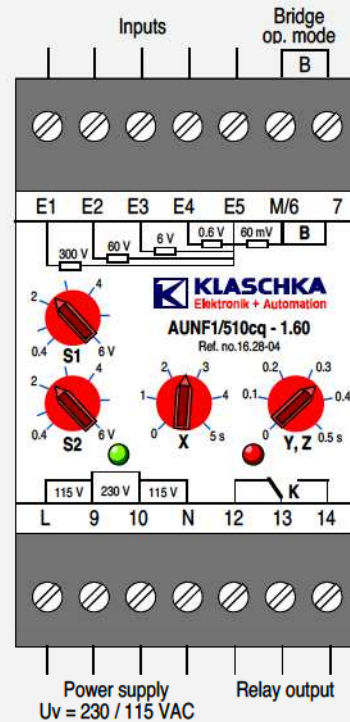 Inputs
Bridge
op. mode
B
E1 E2 E3 E4 E5 M/6 7
300 V 60 V 6 V 0.6 V 60 mV B
KLASCHKA
Elektronik + Automation
AUNF1/510cq - 1.60
Ref. no.16.28-04
2 4
0.4 S1 6 V
2 4
0.4 S2 6 V
1 2 3 4
0 X 5 s
0.1 0.2 0.3 0.4
0 Y, Z 0.5 s
115 V 230 V 115 V K
L 9 10 N 12 13 14
Power supply
Uv = 230 / 115 VAC
Relay output